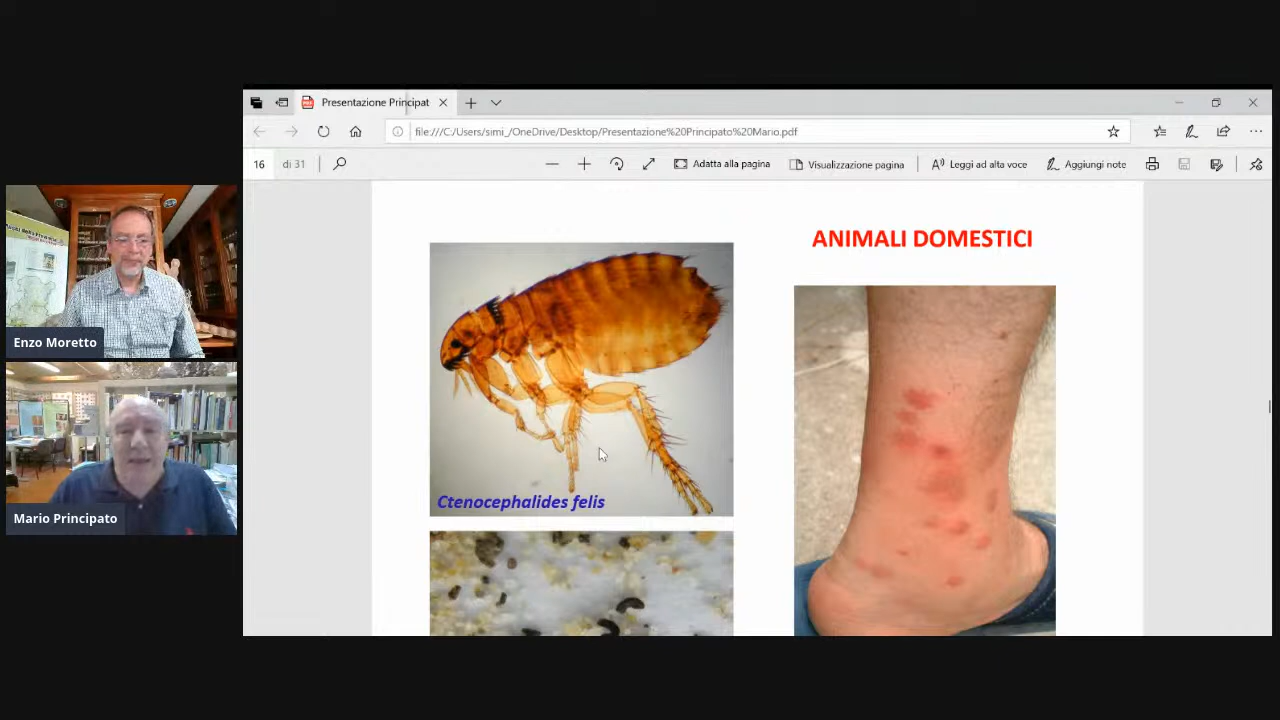 Presentazione Principat
file:///C:/Users/simi_/OneDrive/Desktop/Presentazione%20Principato%20Mario.pdf
16 di 31
Adatta alla pagina
Visualizzazione pagina
Leggi ad alta voce
Aggiungi note
ANIMALI DOMESTICI
Enzo Moretto
Ctenocephalides felis
Mario Principato